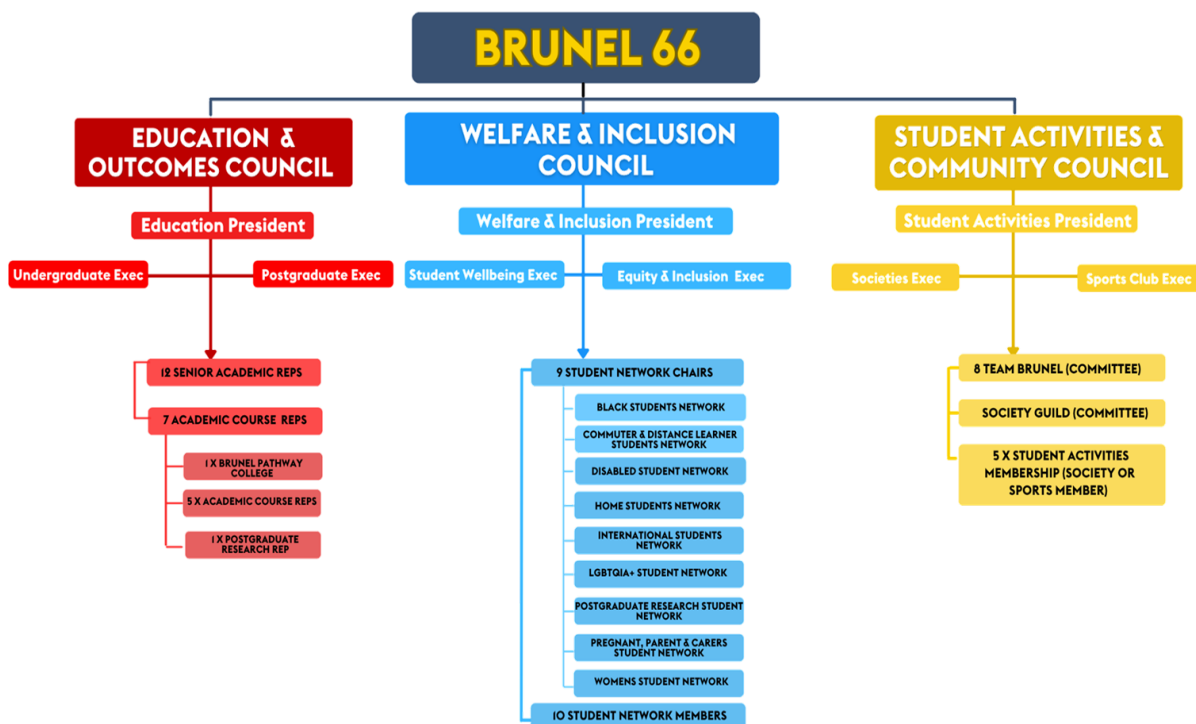 BRUNEL 66
EDUCATION &
OUTCOMES COUNCIL
Education President
Undergraduate Exec
Postgraduate Exec
12 SENIOR ACADEMIC REPS
7 ACADEMIC COURSE REPS
1 X BRUNEL PATHWAY
COLLEGE
5 X ACADEMIC COURSE REPS
1 X POSTGRADUATE
RESEARCH REP
WELFARE & INCLUSION
COUNCIL
Welfare & Inclusion President
Student Wellbeing Exec
Equity & Inclusion Exec
9 STUDENT NETWORK CHAIRS
BLACK STUDENTS NETWORK
COMMUTER & DISTANCE LEARNER
STUDENTS NETWORK
DISABLED STUDENT NETWORK
HOME STUDENTS NETWORK
INTERNATIONAL STUDENTS
NETWORK
LGBTQIA+ STUDENT NETWORK
POSTGRADUATE RESEARCH STUDENT
NETWORK
PREGNANT, PARENT & CARERS
STUDENT NETWORK
WOMENS STUDENT NETWORK
10 STUDENT NETWORK MEMBERS
STUDENT ACTIVITIES &
COMMUNITY COUNCIL
Student Activities President
Societies Exec
Sports Club Exec
8 TEAM BRUNEL (COMMITTEE)
SOCIETY GUILD (COMMITTEE)
5 X STUDENT ACTIVITIES
MEMBERSHIP (SOCIETY OR
SPORTS MEMBER)